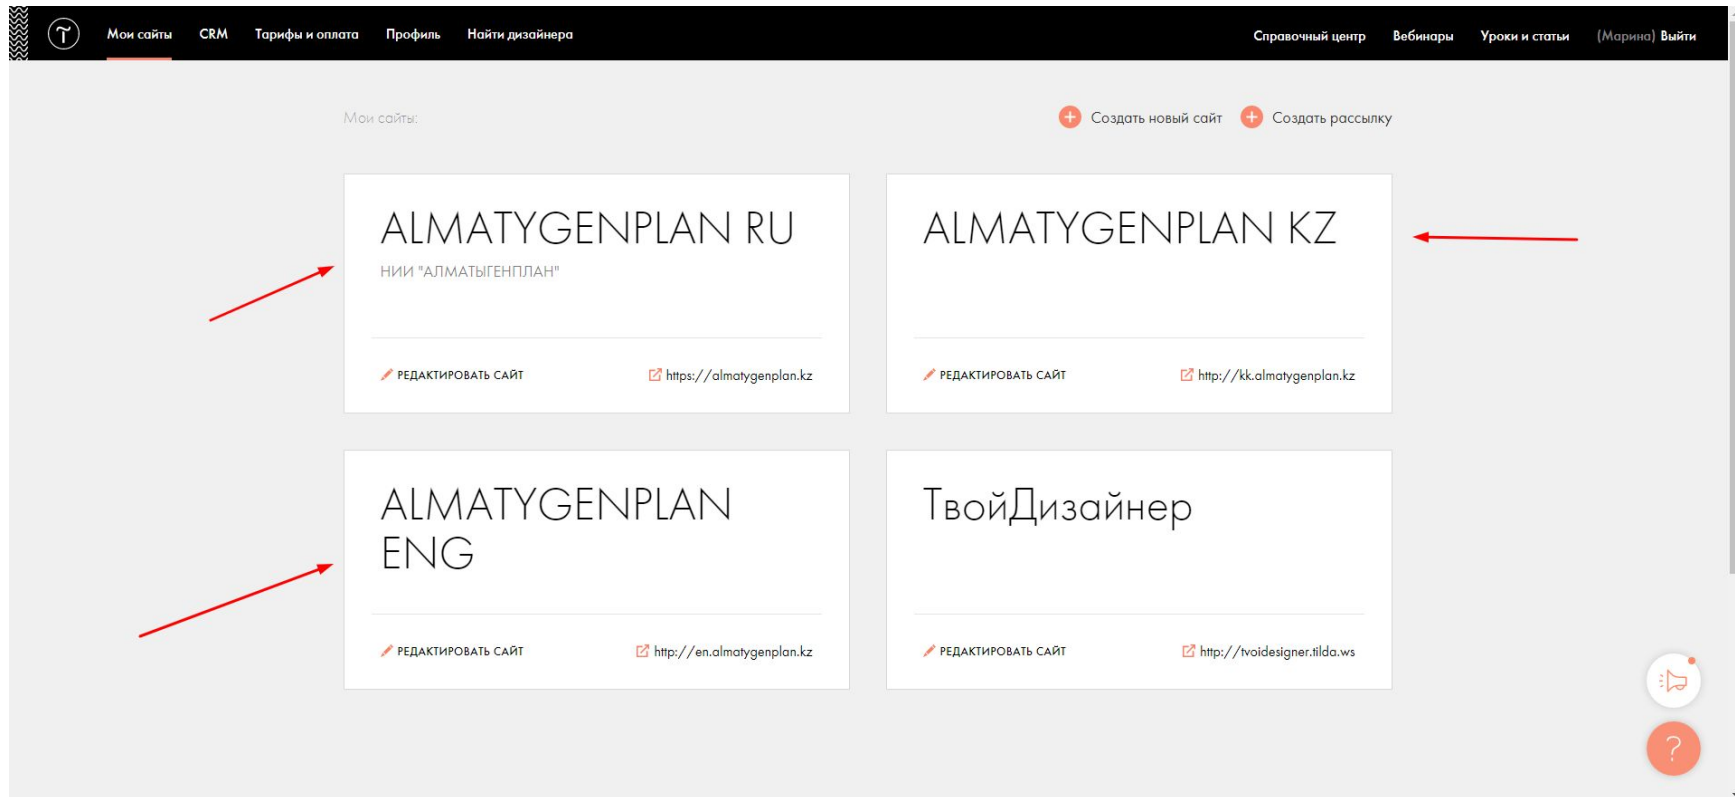 Мои сайты CRM Тарифы и оплата Профиль Найти дизайнера Справочный центр Вебинары Уроки и статьи (Марина) Выйти
Мои сайты: Создать новый сайт Создать рассылку
ALMATYGENPLAN RU
НИИ "АЛМАТЫГЕНПЛАН"
РЕДАКТИРОВАТЬ САЙТ https://almatygenplan.kz
ALMATYGENPLAN KZ
РЕДАКТИРОВАТЬ САЙТ http://kk.almatygenplan.kz
ALMATYGENPLAN
ENG
РЕДАКТИРОВАТЬ САЙТ http://en.almatygenplan.kz
ТвойДизайнер
РЕДАКТИРОВАТЬ САЙТ http://tvoidesigner.tilda.ws
?